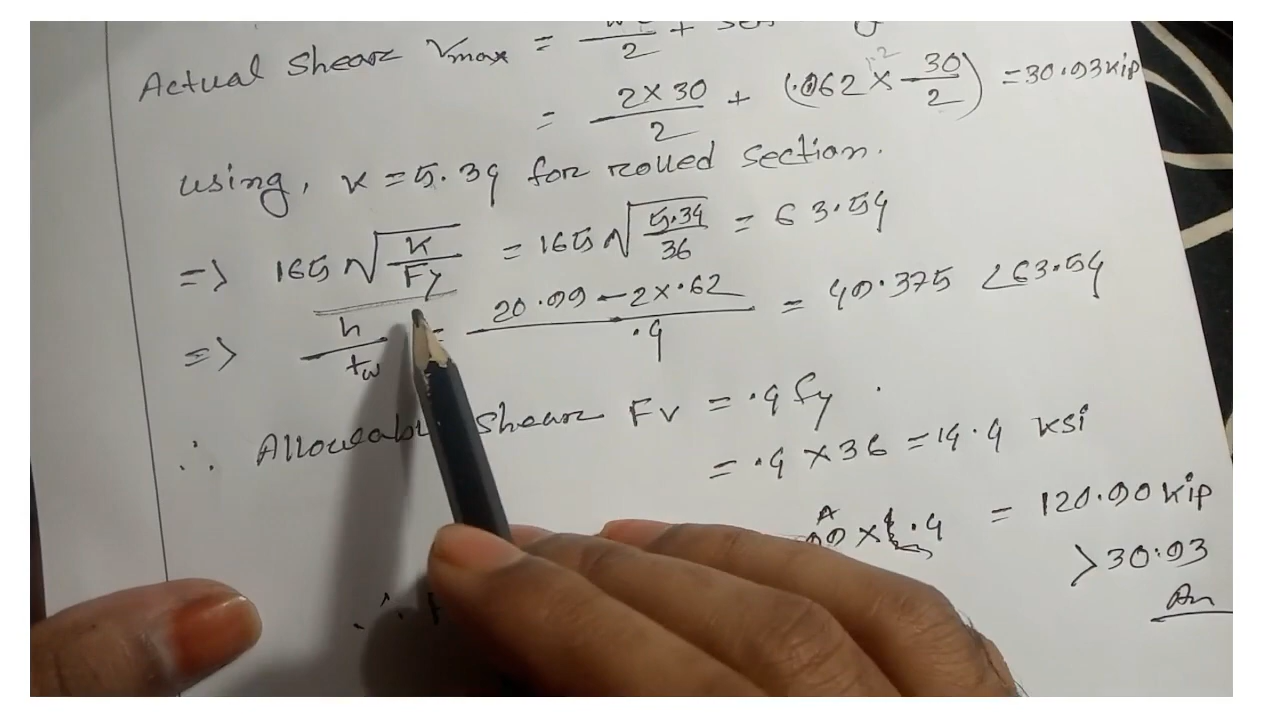 Actual Shear Vmax = /2 +
= 2×30/2 + (.062 × 30/2) = 30.93 kip
using, K = 5.34 for rolled section.
=> 165 √(K/Fy) = 165 √(5.34/36) = 63.54
=> h/tw = (20.99 - 2×.62)/.4 = 49.375 < 63.54
∴ Allowable Shear Fv = .4 fy
= .4 × 36 = 14.4 ksi
= 120.90 kip
> 30.93
Ans